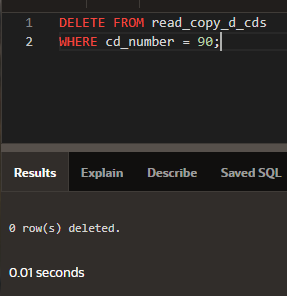 1 DELETE FROM read_copy_d_cds
2 WHERE cd_number = 90;
Results Explain Describe Saved SQL
0 row(s) deleted.
0.01 seconds